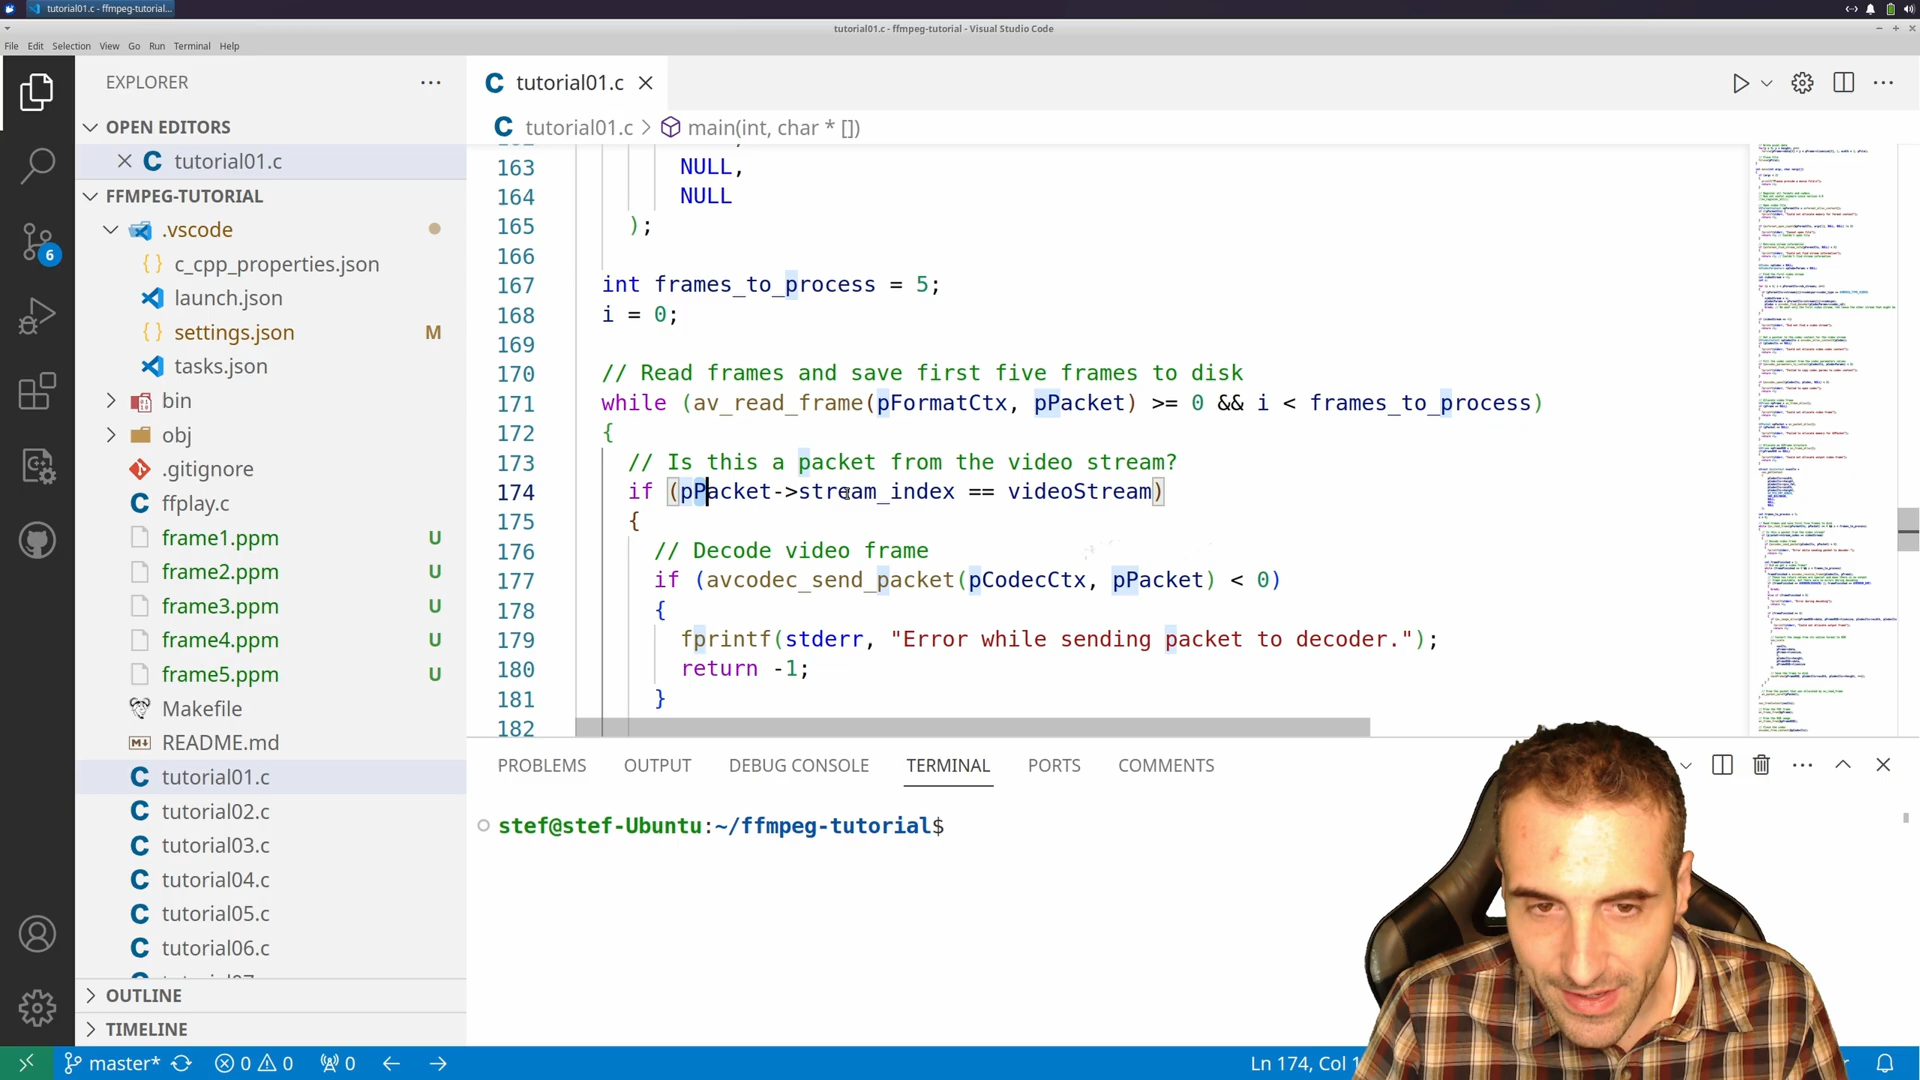 tutorial01.c - ffmpeg-tutorial...
tutorial01.c - ffmpeg-tutorial - Visual Studio Code
File Edit Selection View Go Run Terminal Help
EXPLORER
OPEN EDITORS
tutorial01.c
FFMPEG-TUTORIAL
.vscode
c_cpp_properties.json
launch.json
settings.json M
tasks.json
bin
obj
.gitignore
ffplay.c
frame1.ppm U
frame2.ppm U
frame3.ppm U
frame4.ppm U
frame5.ppm U
Makefile
README.md
tutorial01.c
tutorial02.c
tutorial03.c
tutorial04.c
tutorial05.c
tutorial06.c
OUTLINE
TIMELINE
6
tutorial01.c
tutorial01.c > main(int, char * [])
163 NULL,
164 NULL
165 );
166
167 int frames_to_process = 5;
168 i = 0;
169
170 // Read frames and save first five frames to disk
171 while (av_read_frame(pFormatCtx, pPacket) >= 0 && i < frames_to_process)
172 {
173 // Is this a packet from the video stream?
174 if (pPacket->stream_index == videoStream)
175 {
176 // Decode video frame
177 if (avcodec_send_packet(pCodecCtx, pPacket) < 0)
178 {
179 fprintf(stderr, "Error while sending packet to decoder.");
180 return -1;
181 }
182
PROBLEMS OUTPUT DEBUG CONSOLE TERMINAL PORTS COMMENTS
stef@stef-Ubuntu:~/ffmpeg-tutorial$
master* 0 0 0 Ln 174, Col